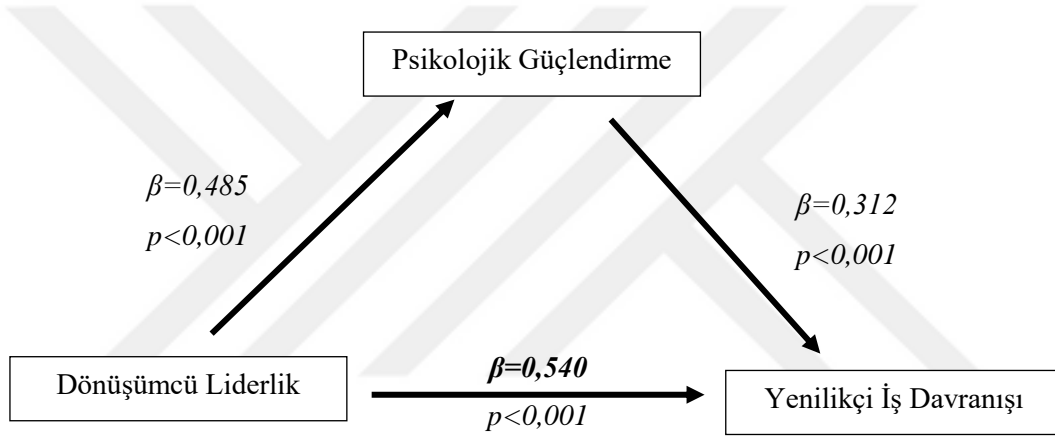 Psikolojik Güçlendirme
β=0,485
p<0,001
β=0,312
p<0,001
Dönüşümcü Liderlik
β=0,540
p<0,001
Yenilikçi İş Davranışı